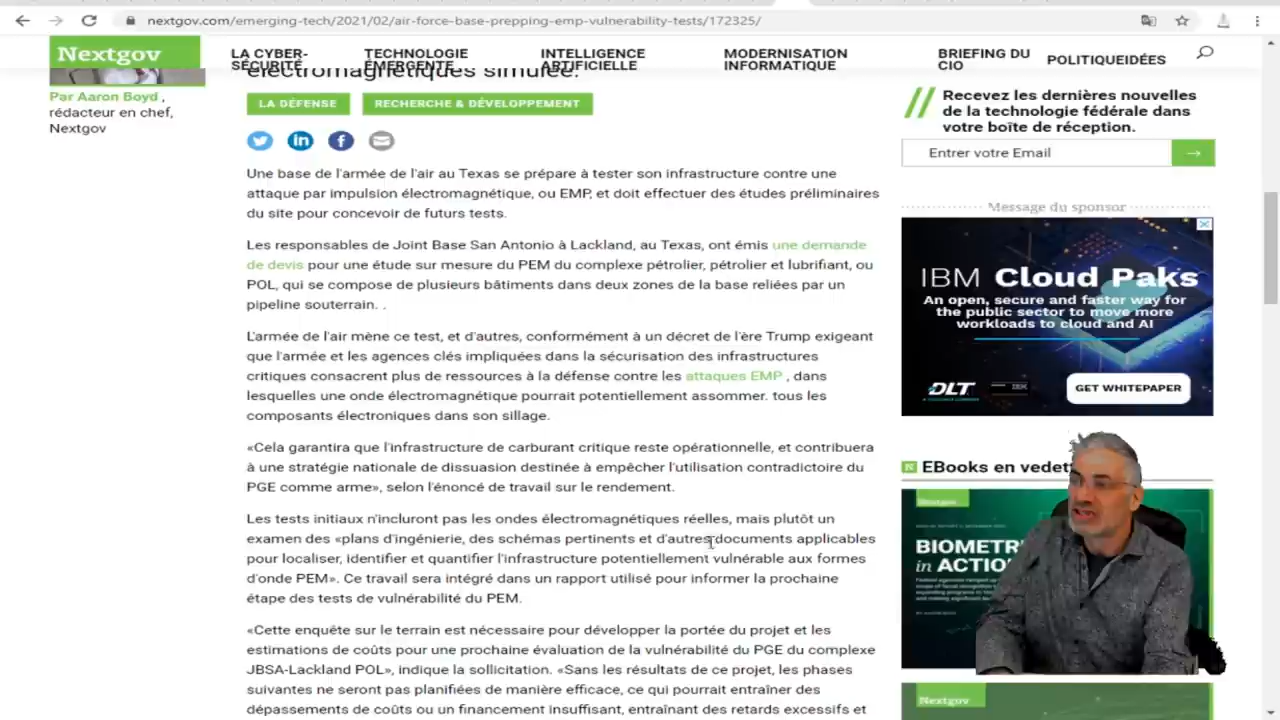 nextgov.com/emerging-tech/2021/02/air-force-base-prepping-emp-vulnerability-tests/172325/
Nextgov
LA CYBER-
SÉCURITÉ
TECHNOLOGIE
ÉMERGENTE
INTELLIGENCE
ARTIFICIELLE
MODERNISATION
INFORMATIQUE
BRIEFING DU
CIO
POLITIQUEIDÉES
électromagnétiques simulée.
Par Aaron Boyd ,
rédacteur en chef,
Nextgov
LA DÉFENSE
RECHERCHE & DÉVELOPPEMENT
Une base de l'armée de l'air au Texas se prépare à tester son infrastructure contre une
attaque par impulsion électromagnétique, ou EMP, et doit effectuer des études préliminaires
du site pour concevoir de futurs tests.
Les responsables de Joint Base San Antonio à Lackland, au Texas, ont émis une demande
de devis pour une étude sur mesure du PEM du complexe pétrolier, pétrolier et lubrifiant, ou
POL, qui se compose de plusieurs bâtiments dans deux zones de la base reliées par un
pipeline souterrain. .
L'armée de l'air mène ce test, et d'autres, conformément à un décret de l'ère Trump exigeant
que l'armée et les agences clés impliquées dans la sécurisation des infrastructures
critiques consacrent plus de ressources à la défense contre les attaques EMP , dans
lesquelles une onde électromagnétique pourrait potentiellement assommer. tous les
composants électroniques dans son sillage.
«Cela garantira que l'infrastructure de carburant critique reste opérationnelle, et contribuera
à une stratégie nationale de dissuasion destinée à empêcher l'utilisation contradictoire du
PGE comme arme», selon l'énoncé de travail sur le rendement.
Les tests initiaux n'incluront pas les ondes électromagnétiques réelles, mais plutôt un
examen des «plans d'ingénierie, des schémas pertinents et d'autres documents applicables
pour localiser, identifier et quantifier l'infrastructure potentiellement vulnérable aux formes
d'onde PEM». Ce travail sera intégré dans un rapport utilisé pour informer la prochaine
phase des tests de vulnérabilité du PEM.
«Cette enquête sur le terrain est nécessaire pour développer la portée du projet et les
estimations de coûts pour une prochaine évaluation de la vulnérabilité du PGE du complexe
JBSA-Lackland POL», indique la sollicitation. «Sans les résultats de ce projet, les phases
suivantes ne seront pas planifiées de manière efficace, ce qui pourrait entraîner des
dépassements de coûts ou un financement insuffisant, entraînant des retards excessifs et
Recevez les dernières nouvelles
de la technologie fédérale dans
votre boîte de réception.
Entrer votre Email
Message du sponsor
IBM Cloud Paks
An open, secure and faster way for
the public sector to move more
workloads to cloud and AI
DLT
IBM
GET WHITEPAPER
EBooks en vedet
Nextgov
BIOMETR
in ACTIO
Nextgov